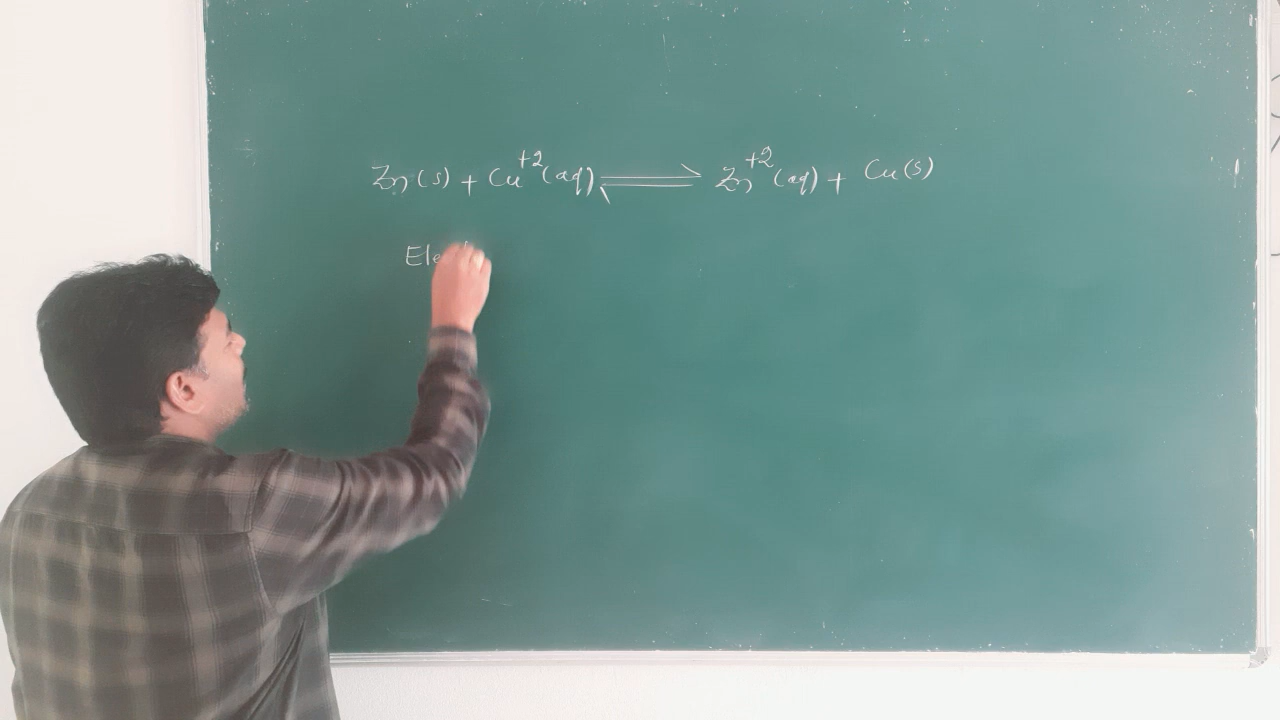 Zn(s) + Cu⁺²(aq) ⇌ Zn⁺²(aq) + Cu(s)
Ele